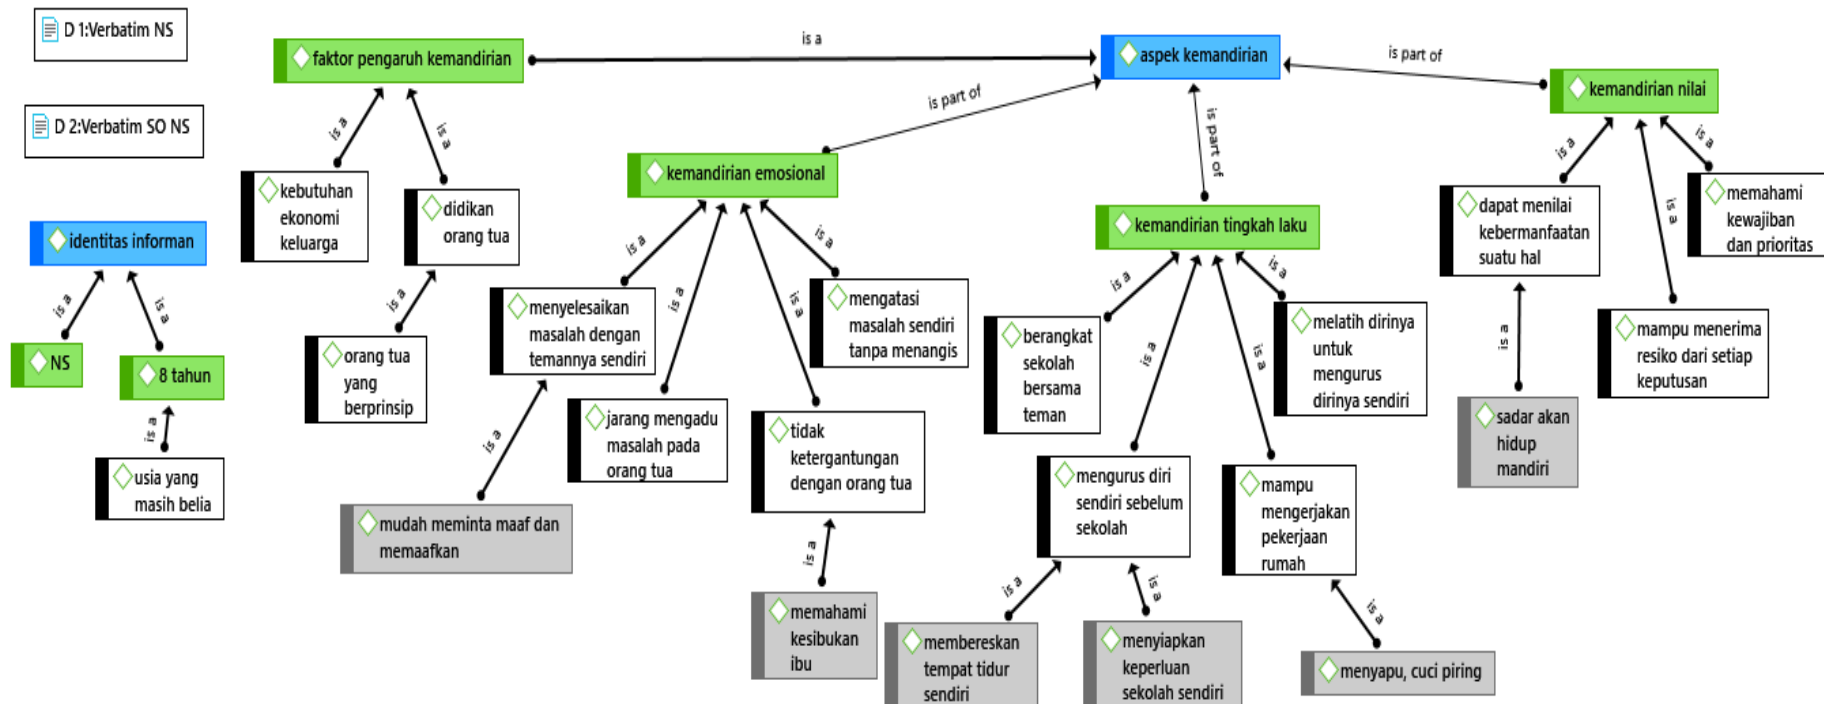 D 1:Verbatim NS
D 2:Verbatim SO NS
identitas informan
is a
is a
NS
8 tahun
is a
usia yang
masih belia
faktor pengaruh kemandirian
is a
aspek kemandirian
is a
is a
kebutuhan
ekonomi
keluarga
didikan
orang tua
is a
orang tua
yang
berprinsip
is part of
kemandirian emosional
is a
is a
is a
is a
menyelesaikan
masalah dengan
temannya sendiri
mengatasi
masalah sendiri
tanpa menangis
jarang mengadu
masalah pada
orang tua
tidak
ketergantungan
dengan orang tua
is a
mudah meminta maaf dan
memaafkan
is a
memahami
kesibukan
ibu
is part of
kemandirian tingkah laku
is a
is a
is a
is a
berangkat
sekolah
bersama
teman
melatih dirinya
untuk
mengurus
dirinya sendiri
mengurus diri
sendiri sebelum
sekolah
mampu
mengerjakan
pekerjaan
rumah
is a
is a
is a
membereskan
tempat tidur
sendiri
menyiapkan
keperluan
sekolah sendiri
menyapu, cuci piring
is part of
kemandirian nilai
is a
is a
is a
dapat menilai
kebermanfaatan
suatu hal
memahami
kewajiban
dan prioritas
mampu menerima
resiko dari setiap
keputusan
is a
sadar akan
hidup
mandiri